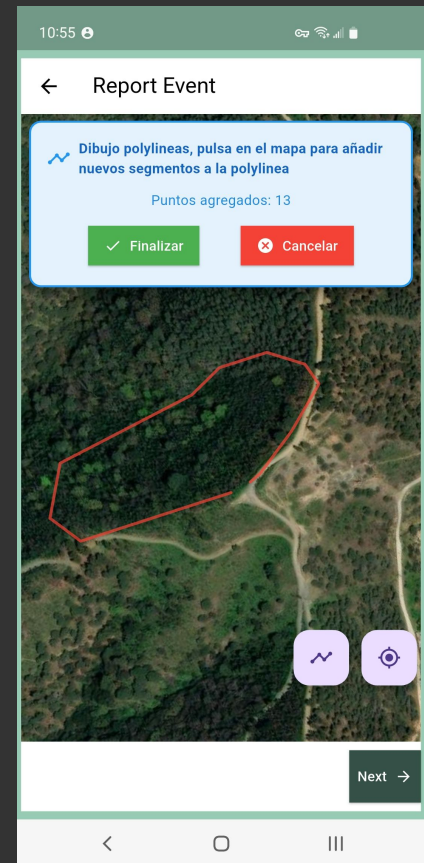 10:55
Report Event
Dibujo polylineas, pulsa en el mapa para añadir
nuevos segmentos a la polylinea
Puntos agregados: 13
Finalizar
Cancelar
Next